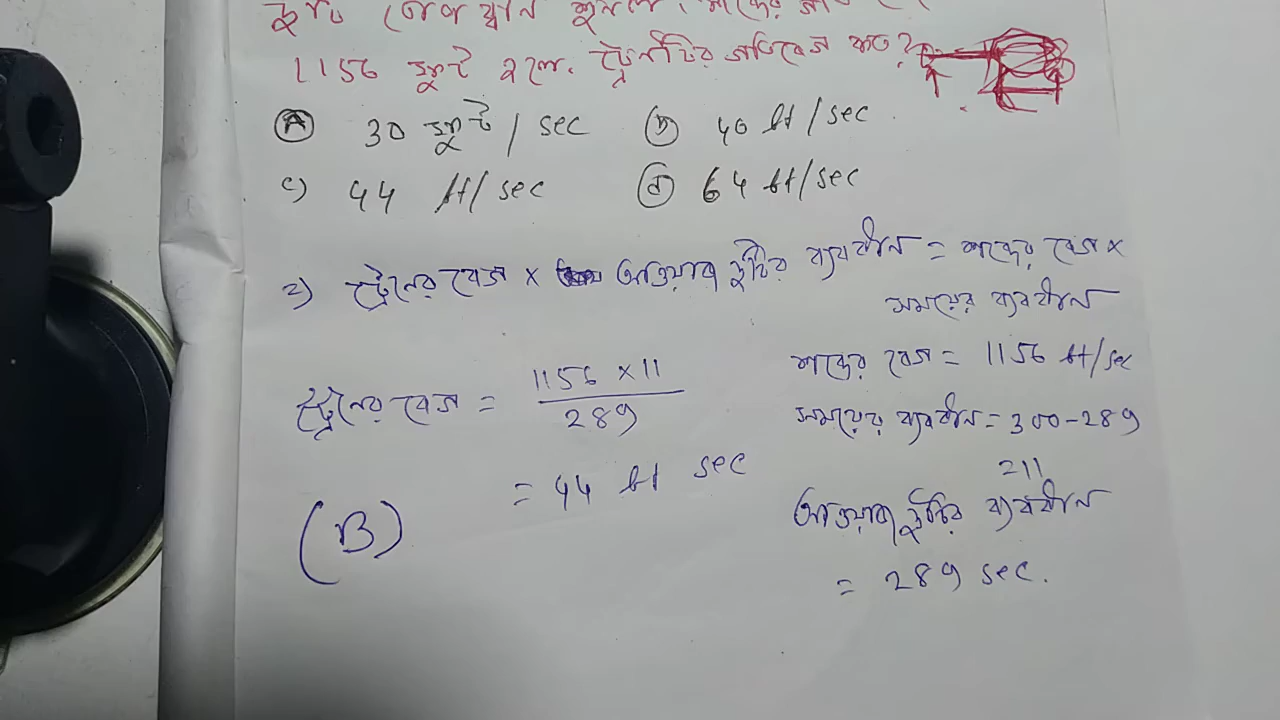 1156 ফুট হলে, ট্রেনটির গতিবেগ কত?
(A) 30 ফুট / sec (b) 40 ft / sec
c) 44 ft/sec (d) 64 ft/sec
2) ট্রেনের বেগ × আওয়াজ দুটির ব্যবধান = শব্দের বেগ ×
সময়ের ব্যবধান
শব্দের বেগ = 1156 ft/sec
ট্রেনের বেগ = 1156 × 11 / 289
সময়ের ব্যবধান = 300 - 289
= 11
= 44 ft sec
আওয়াজ দুটির ব্যবধান
(B)
= 289 sec.